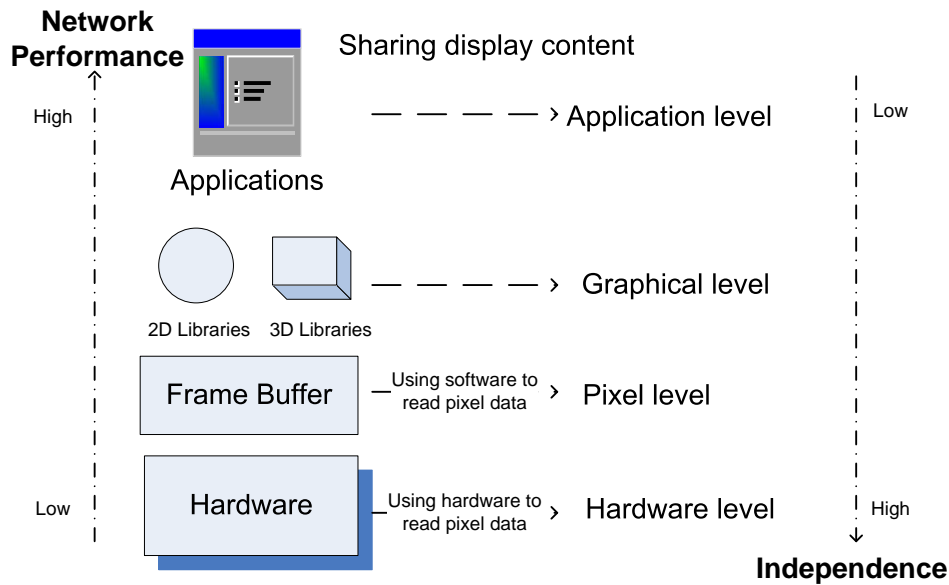 Network
Performance
Sharing display content
High
Application level
Low
Applications
Graphical level
2D Libraries
3D Libraries
Frame Buffer
Using software to
read pixel data
Pixel level
Low
Hardware
Using hardware to
read pixel data
Hardware level
High
Independence